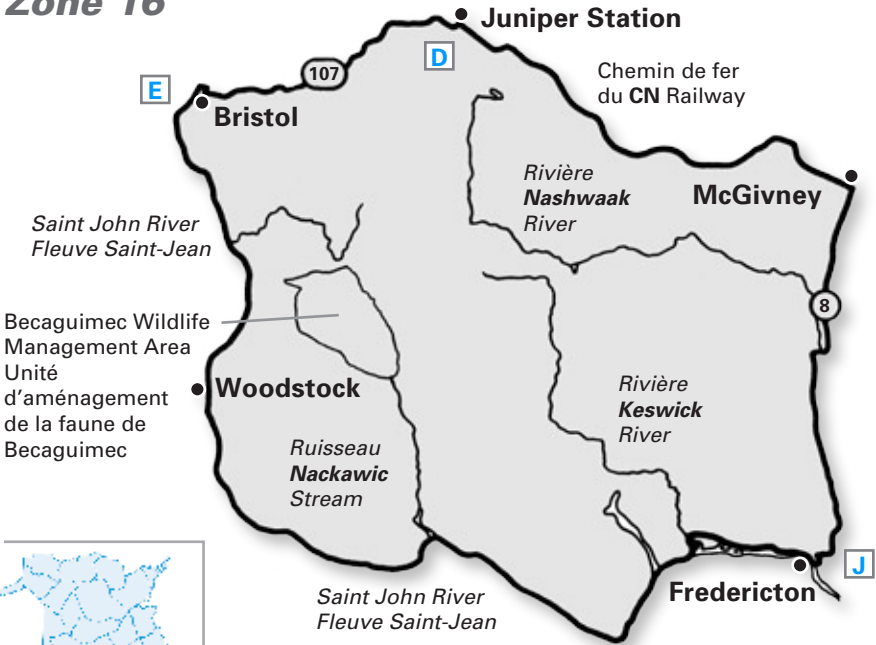 Zone 16
Juniper Station
D
107
E
Bristol
Chemin de fer
du CN Railway
Rivière
Nashwaak
River
McGivney
Saint John River
Fleuve Saint-Jean
8
Becaguimec Wildlife
Management Area
Unité
d'aménagement
de la faune de
Becaguimec
Woodstock
Rivière
Keswick
River
Ruisseau
Nackawic
Stream
J
Fredericton
Saint John River
Fleuve Saint-Jean